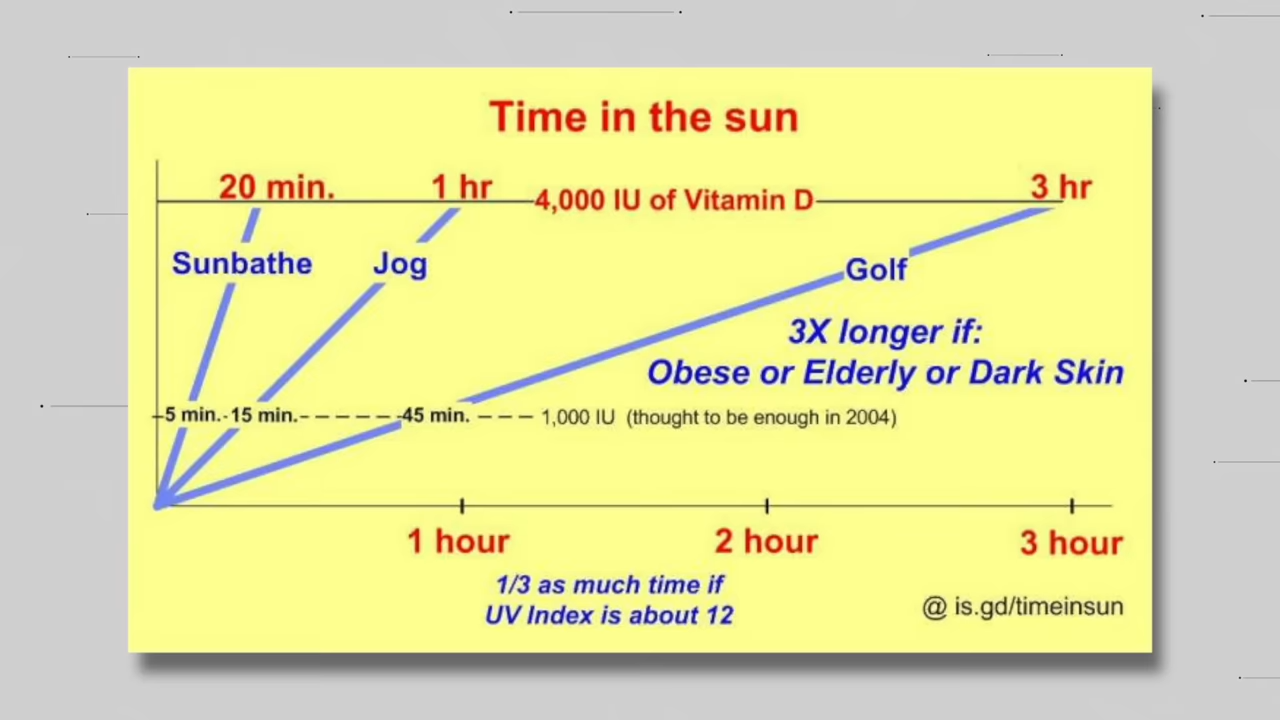 Time in the sun
20 min.
1 hr
4,000 IU of Vitamin D
3 hr
Sunbathe
Jog
Golf
3X longer if:
Obese or Elderly or Dark Skin
5 min.
15 min.
45 min.
1,000 IU (thought to be enough in 2004)
1 hour
2 hour
3 hour
1/3 as much time if
UV Index is about 12
@ is.gd/timeinsun